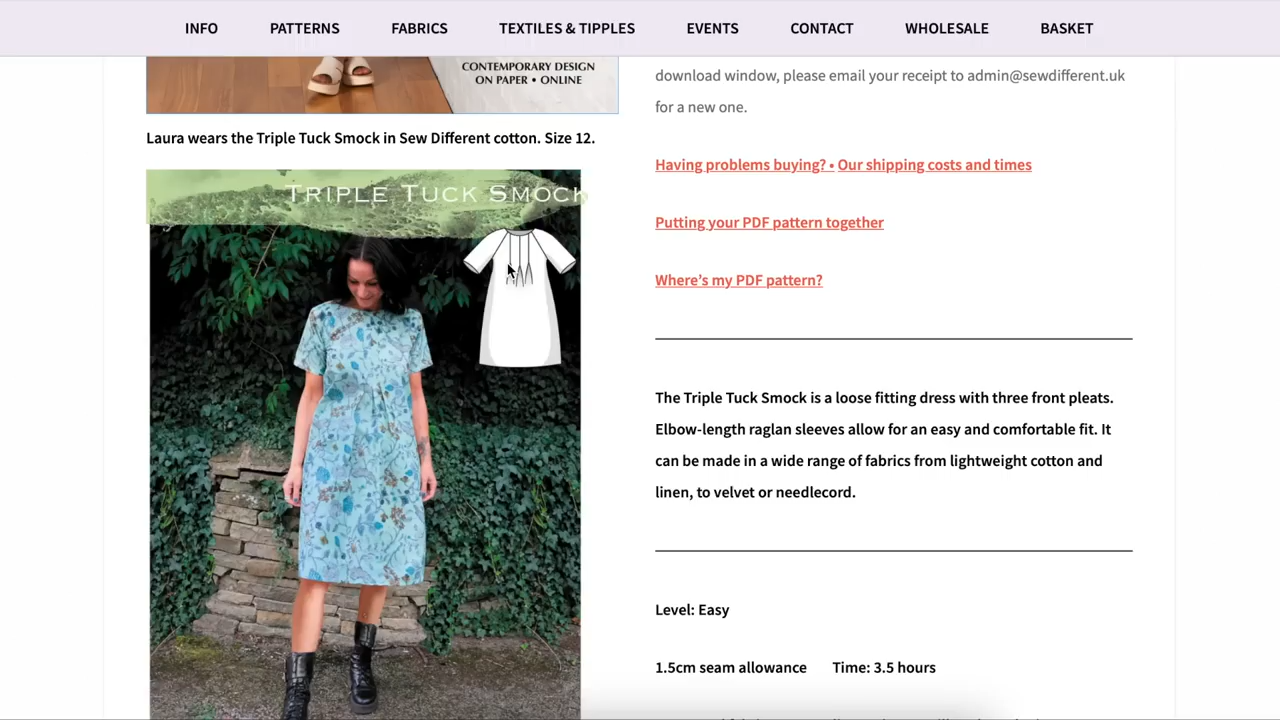 INFO PATTERNS FABRICS TEXTILES & TIPPLES EVENTS CONTACT WHOLESALE BASKET
CONTEMPORARY DESIGN
ON PAPER • ONLINE
Laura wears the Triple Tuck Smock in Sew Different cotton. Size 12.
TRIPLE TUCK SMOCK
download window, please email your receipt to admin@sewdifferent.uk
for a new one.
Having problems buying? • Our shipping costs and times
Putting your PDF pattern together
Where's my PDF pattern?
The Triple Tuck Smock is a loose fitting dress with three front pleats.
Elbow-length raglan sleeves allow for an easy and comfortable fit. It
can be made in a wide range of fabrics from lightweight cotton and
linen, to velvet or needlecord.
Level: Easy
1.5cm seam allowance Time: 3.5 hours